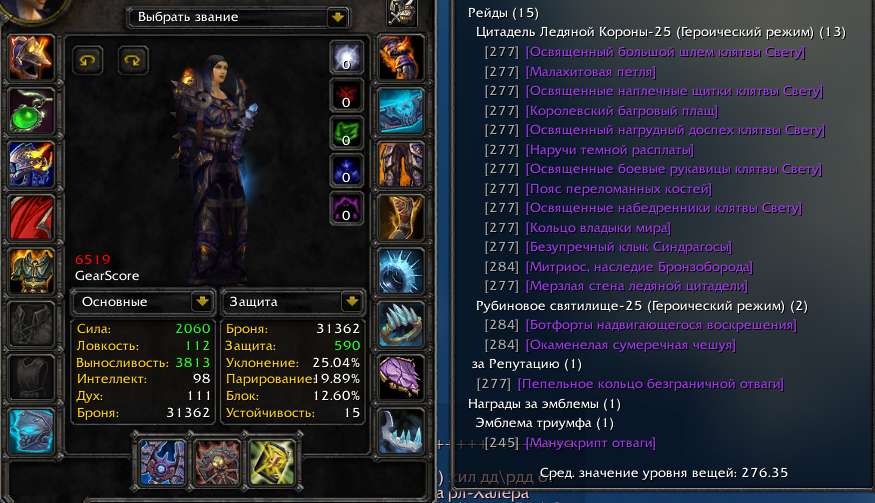 Выбрать звание
0
0
0
0
0
6519
GearScore
Основные
Защита
Сила: 2060
Ловкость: 112
Выносливость: 3813
Интеллект: 98
Дух: 111
Броня: 31362
Броня: 31362
Защита: 590
Уклонение: 25.04%
Парирование: 19.89%
Блок: 12.60%
Устойчивость: 15
Рейды (15)
Цитадель Ледяной Короны-25 (Героический режим) (13)
[277] [Освященный большой шлем клятвы Свету]
[277] [Малахитовая петля]
[277] [Освященные наплечные щитки клятвы Свету]
[277] [Королевский багровый плащ]
[277] [Освященный нагрудный доспех клятвы Свету]
[277] [Наручи темной расплаты]
[277] [Освященные боевые рукавицы клятвы Свету]
[277] [Пояс переломанных костей]
[277] [Освященные набедренники клятвы Свету]
[277] [Кольцо владыки мира]
[277] [Безупречный клык Синдрагосы]
[284] [Митриос, наследие Бронзоборода]
[277] [Мерзлая стена ледяной цитадели]
Рубиновое святилище-25 (Героический режим) (2)
[284] [Ботфорты надвигающегося воскрешения]
[284] [Окаменелая сумеречная чешуя]
за Репутацию (1)
[277] [Пепельное кольцо безграничной отваги]
Награды за эмблемы (1)
Эмблема триумфа (1)
[245] [Манускрипт отваги]
Сред. значение уровня вещей: 276.35